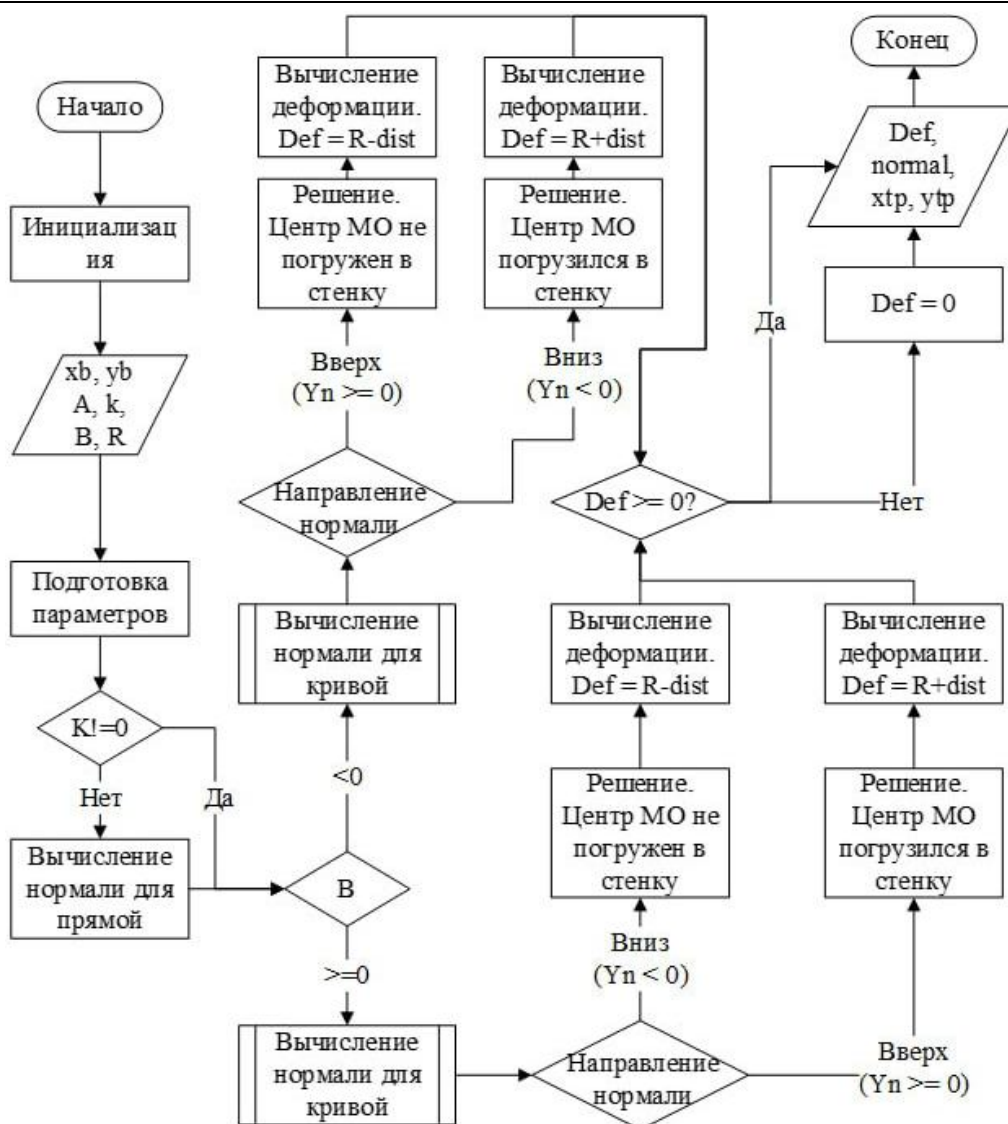 Начало
Инициализац
ия
xb, yb
A, k,
B, R
Подготовка
параметров
K!=0
Нет
Да
Вычисление
нормали для
прямой
B
<0
>=0
Вычисление
нормали для
кривой
Направление
нормали
Вверх
(Yn >= 0)
Вниз
(Yn < 0)
Решение.
Центр МО не
погружен в
стенку
Решение.
Центр МО
погрузился в
стенку
Вычисление
деформации.
Def = R-dist
Вычисление
деформации.
Def = R+dist
Вычисление
нормали для
кривой
Направление
нормали
Вниз
(Yn < 0)
Вверх
(Yn >= 0)
Решение.
Центр МО не
погружен в
стенку
Решение.
Центр МО
погрузился в
стенку
Вычисление
деформации.
Def = R-dist
Вычисление
деформации.
Def = R+dist
Def >= 0?
Да
Нет
Def = 0
Def,
normal,
xtp, ytp
Конец